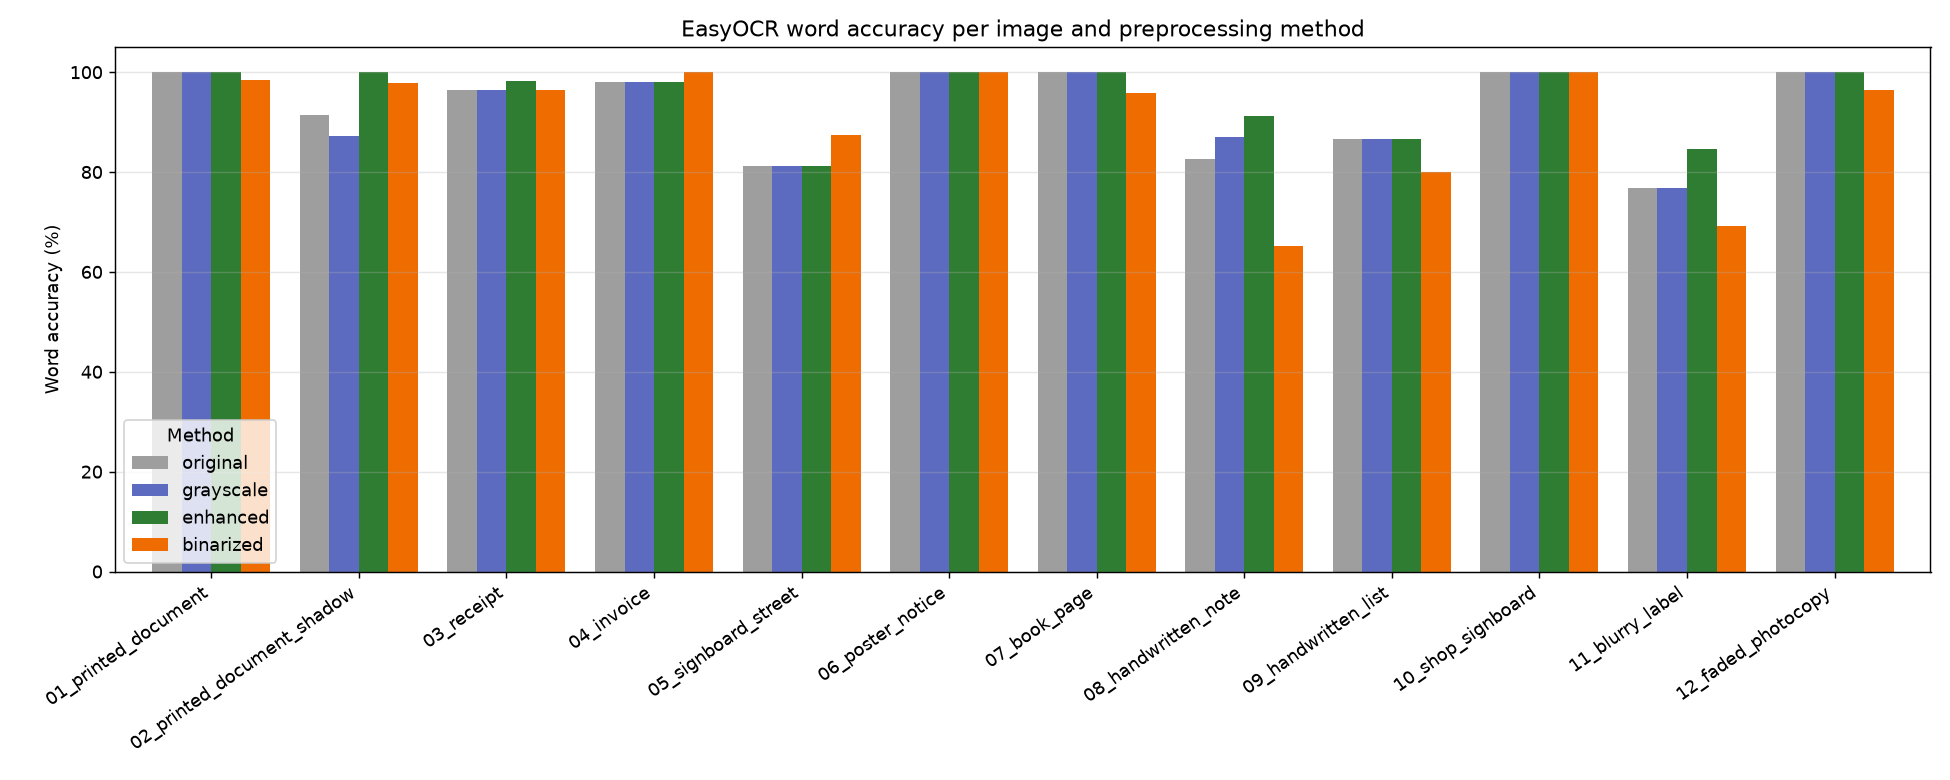 EasyOCR word accuracy per image and preprocessing method
Word accuracy (%)
100
80
60
40
20
0
Method
original
grayscale
enhanced
binarized
01_printed_document
02_printed_document_shadow
03_receipt
04_invoice
05_signboard_street
06_poster_notice
07_book_page
08_handwritten_note
09_handwritten_list
10_shop_signboard
11_blurry_label
12_faded_photocopy